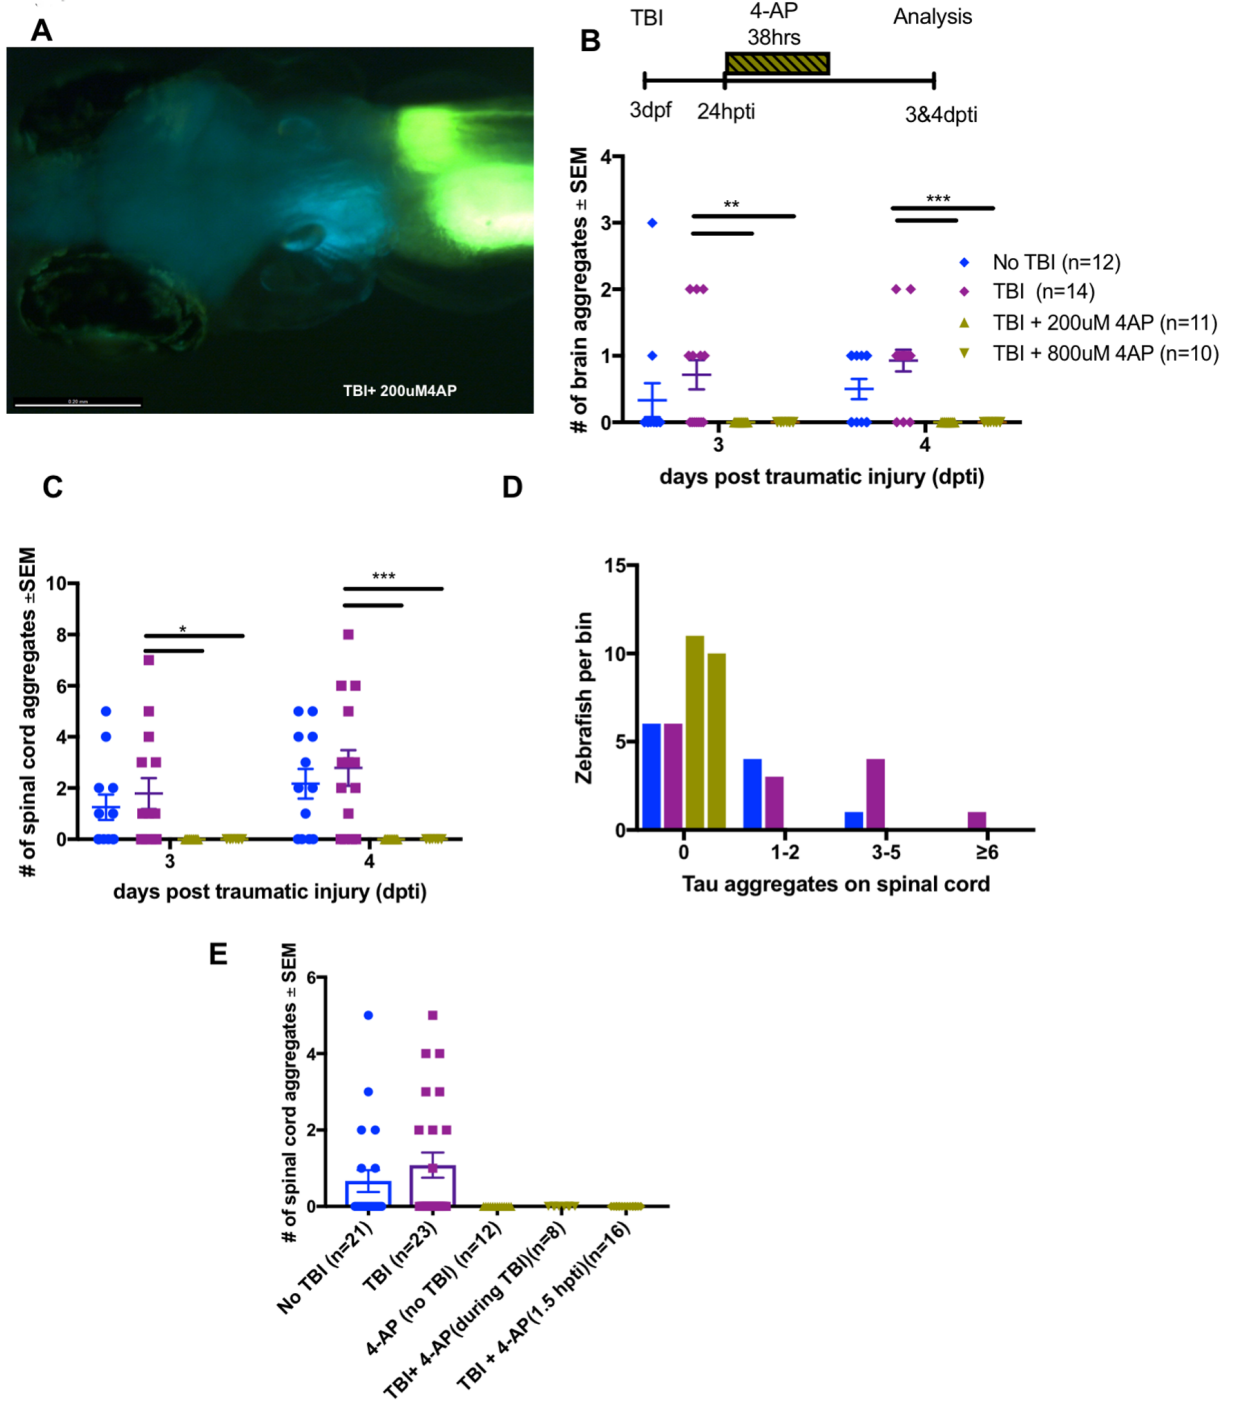 A
TBI+ 200uM4AP
B
TBI
4-AP
38hrs
Analysis
3dpf
24hpti
3&4dpti
# of brain aggregates ± SEM
4
3
2
1
0
**
***
3
4
days post traumatic injury (dpti)
No TBI (n=12)
TBI (n=14)
TBI + 200uM 4AP (n=11)
TBI + 800uM 4AP (n=10)
C
# of spinal cord aggregates ±SEM
10
8
6
4
2
0
*
***
3
4
days post traumatic injury (dpti)
D
Zebrafish per bin
15
10
5
0
0
1-2
3-5
≥6
Tau aggregates on spinal cord
E
# of spinal cord aggregates ± SEM
6
4
2
0
No TBI (n=21)
TBI (n=23)
4-AP (no TBI) (n=12)
TBI+ 4-AP(during TBI)(n=8)
TBI + 4-AP(1.5 hpti)(n=16)